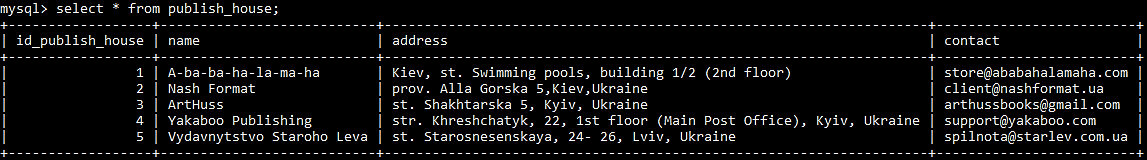 mysql> select * from publish_house;
+------------------+---------------------------+----------------------------------------------------------------------+-------------------------+
| id_publish_house | name                      | address                                                              | contact                 |
+------------------+---------------------------+----------------------------------------------------------------------+-------------------------+
|                1 | A-ba-ba-ha-la-ma-ha       | Kiev, st. Swimming pools, building 1/2 (2nd floor)                   | store@ababahalamaha.com |
|                2 | Nash Format               | prov. Alla Gorska 5,Kiev,Ukraine                                     | client@nashformat.ua    |
|                3 | ArtHuss                   | st. Shakhtarska 5, Kyiv, Ukraine                                     | arthussbooks@gmail.com  |
|                4 | Yakaboo Publishing        | str. Khreshchatyk, 22, 1st floor (Main Post Office), Kyiv, Ukraine   | support@yakaboo.com     |
|                5 | Vydavnytstvo Staroho Leva | st. Starosnesenskaya, 24- 26, Lviv, Ukraine                          | spilnota@starlev.com.ua |
+------------------+---------------------------+----------------------------------------------------------------------+-------------------------+